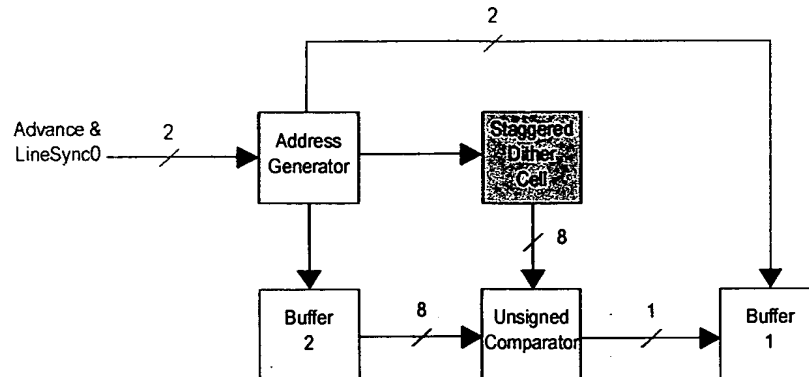 2
Advance &
LineSync0
2
Address
Generator
Staggered
Dither
Cell
8
Buffer
2
8
Unsigned
Comparator
1
Buffer
1